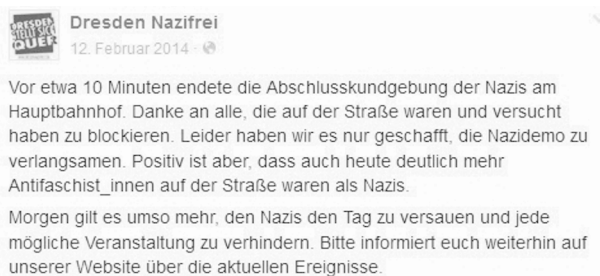 DRESDEN
STELLT SICH
QUER
Dresden Nazifrei
12. Februar 2014 ·
Vor etwa 10 Minuten endete die Abschlusskundgebung der Nazis am
Hauptbahnhof. Danke an alle, die auf der Straße waren und versucht
haben zu blockieren. Leider haben wir es nur geschafft, die Nazidemo zu
verlangsamen. Positiv ist aber, dass auch heute deutlich mehr
Antifaschist_innen auf der Straße waren als Nazis.
Morgen gilt es umso mehr, den Nazis den Tag zu versauen und jede
mögliche Veranstaltung zu verhindern. Bitte informiert euch weiterhin auf
unserer Website über die aktuellen Ereignisse.